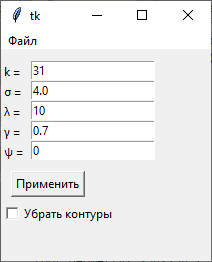 tk
Файл
k = 31
σ = 4.0
λ = 10
γ = 0.7
ψ = 0
Применить
Убрать контуры